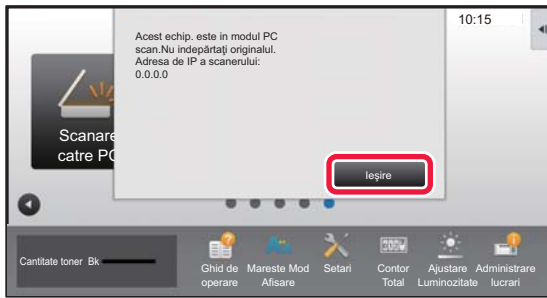 10:15
Acest echip. este in modul PC
scan.Nu indepărtaţi originalul.
Adresa de IP a scanerului:
0.0.0.0
Scanare
catre PC
Ieşire
Cantitate toner Bk
Ghid de
operare
Mareste Mod
Afisare
Setari
Contor
Total
Ajustare
Luminozitate
Administrare
lucrari